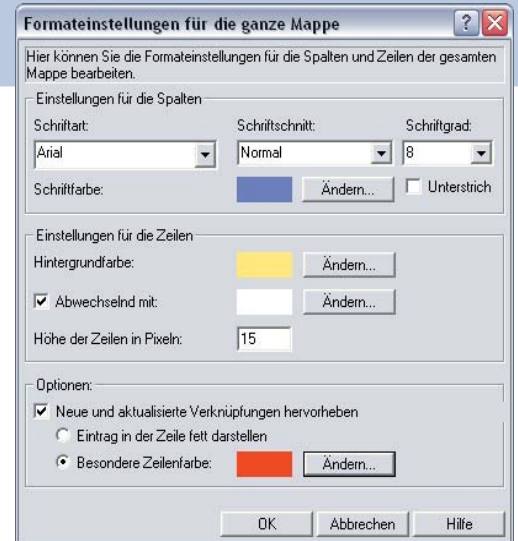 Formateinstellungen für die ganze Mappe
Hier können Sie die Formateinstellungen für die Spalten und Zeilen der gesamten
Mappe bearbeiten.
Einstellungen für die Spalten
Schriftart: Schriftschnitt: Schriftgrad:
Arial Normal 8
Schriftfarbe: Ändern... Unterstrich
Einstellungen für die Zeilen
Hintergrundfarbe: Ändern...
Abwechselnd mit: Ändern...
Höhe der Zeilen in Pixeln: 15
Optionen:
Neue und aktualisierte Verknüpfungen hervorheben
Eintrag in der Zeile fett darstellen
Besondere Zeilenfarbe: Ändern...
OK Abbrechen Hilfe